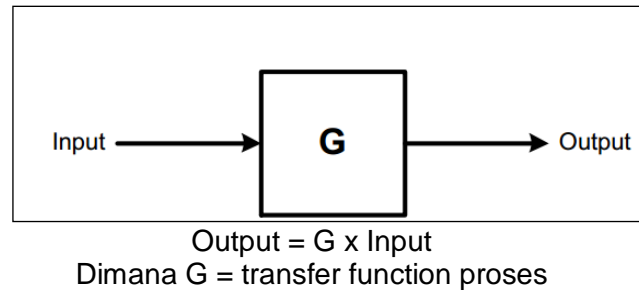 Input G Output
Output = G x Input
Dimana G = transfer function proses